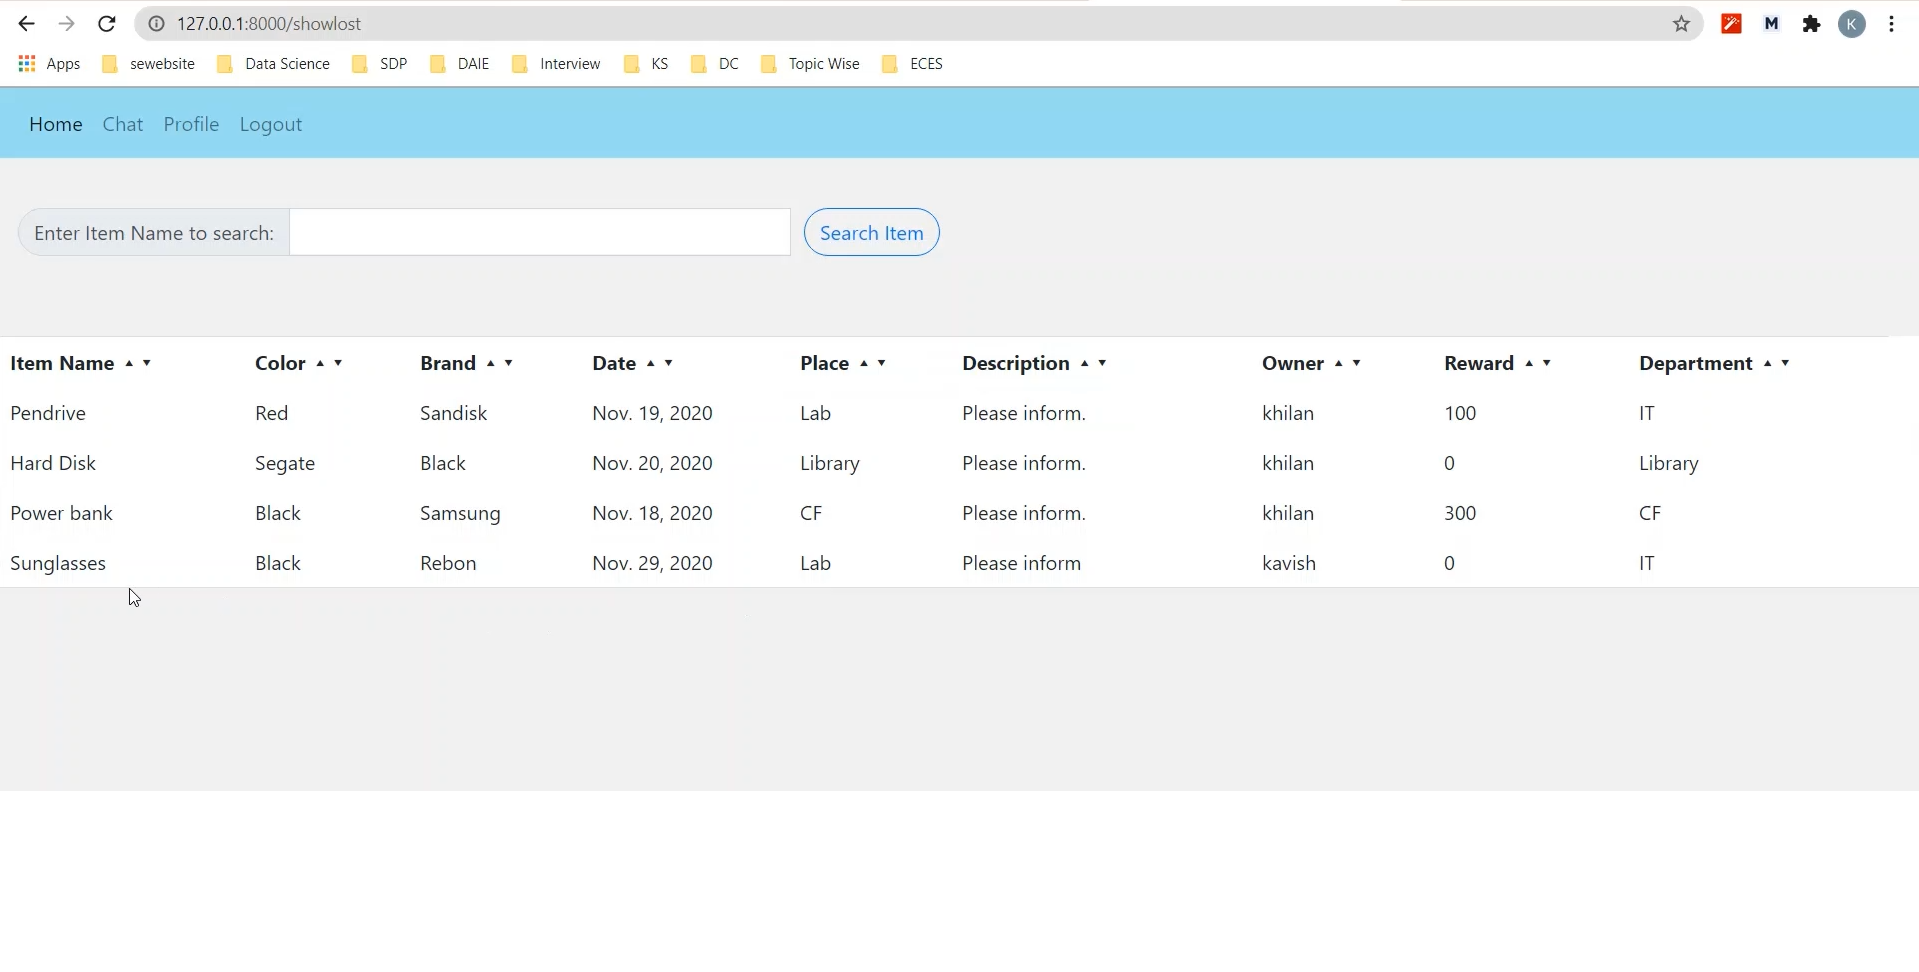 127.0.0.1:8000/showlost
M K
Apps sewebsite Data Science SDP DAIE Interview KS DC Topic Wise ECES
Home Chat Profile Logout
Enter Item Name to search: Search Item
Item Name ▲ ▼ Color ▲ ▼ Brand ▲ ▼ Date ▲ ▼ Place ▲ ▼ Description ▲ ▼ Owner ▲ ▼ Reward ▲ ▼ Department ▲ ▼
Pendrive Red Sandisk Nov. 19, 2020 Lab Please inform. khilan 100 IT
Hard Disk Segate Black Nov. 20, 2020 Library Please inform. khilan 0 Library
Power bank Black Samsung Nov. 18, 2020 CF Please inform. khilan 300 CF
Sunglasses Black Rebon Nov. 29, 2020 Lab Please inform kavish 0 IT